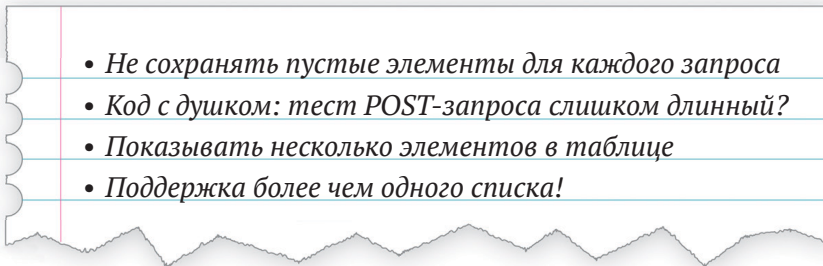 • Не сохранять пустые элементы для каждого запроса
• Код с душком: тест POST-запроса слишком длинный?
• Показывать несколько элементов в таблице
• Поддержка более чем одного списка!